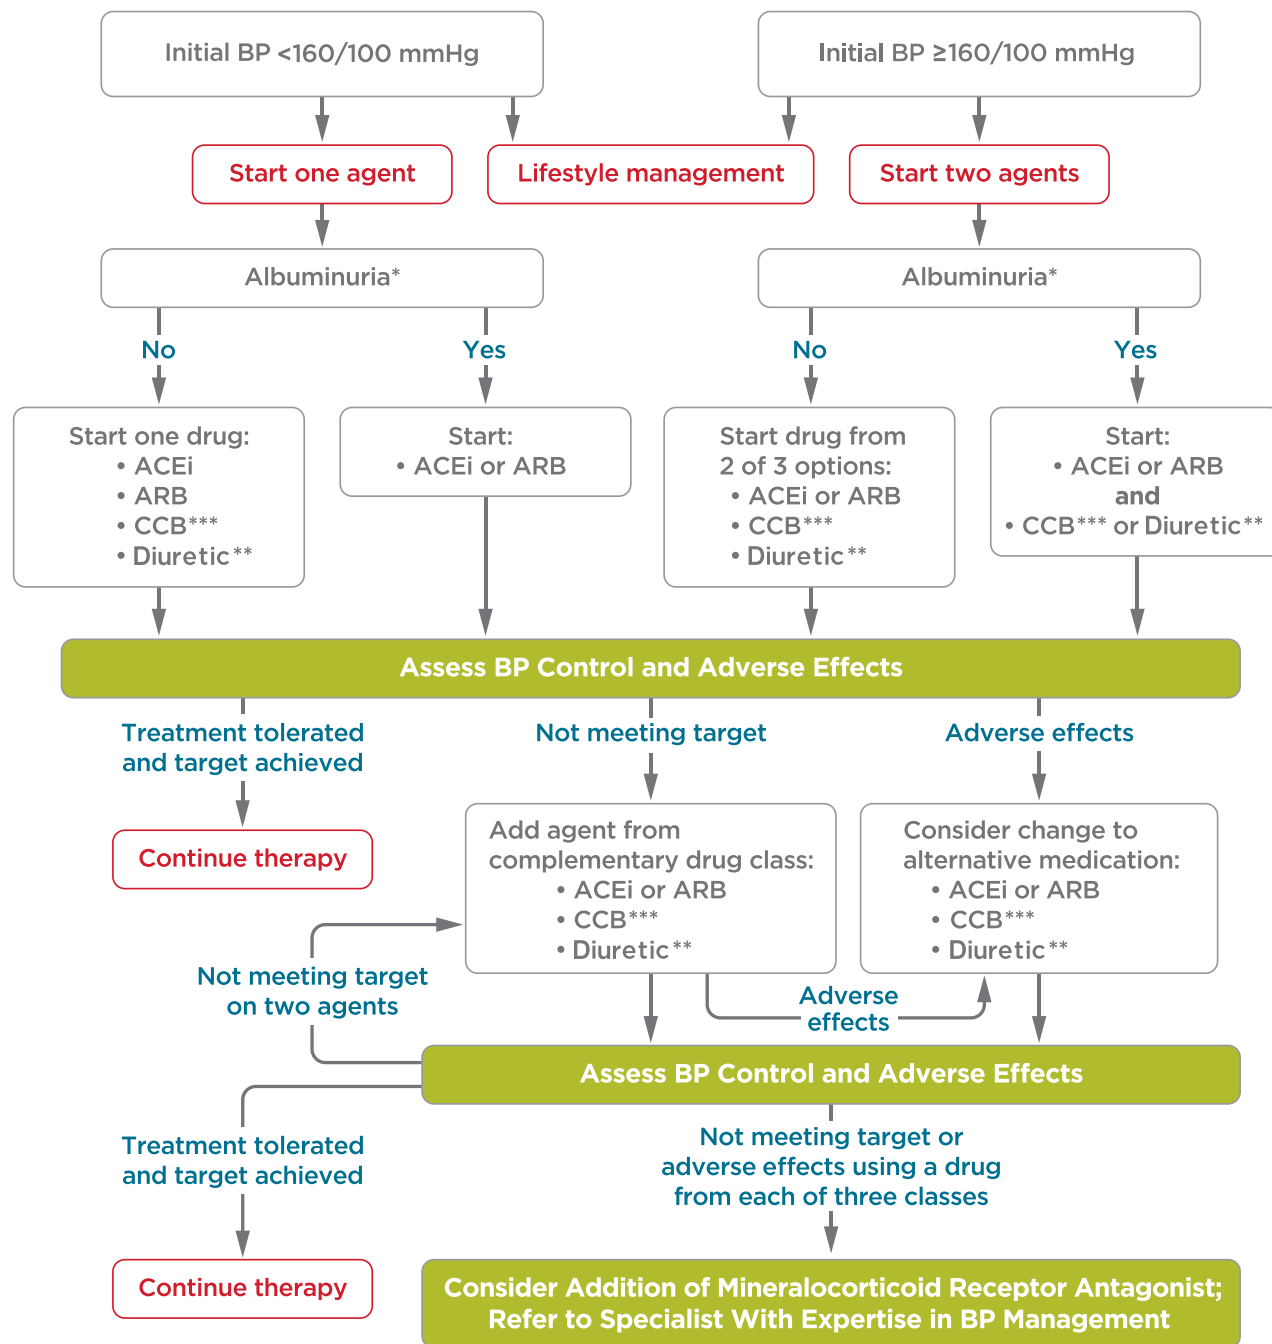 Initial BP <160/100 mmHg
Initial BP ≥160/100 mmHg
Start one agent
Lifestyle management
Start two agents
Albuminuria*
Albuminuria*
No
Yes
No
Yes
Start one drug:
• ACEi
• ARB
• CCB***
• Diuretic**
Start:
• ACEi or ARB
Start drug from
2 of 3 options:
• ACEi or ARB
• CCB***
• Diuretic**
Start:
• ACEi or ARB
and
• CCB*** or Diuretic**
Assess BP Control and Adverse Effects
Treatment tolerated
and target achieved
Not meeting target
Adverse effects
Continue therapy
Add agent from
complementary drug class:
• ACEi or ARB
• CCB***
• Diuretic**
Consider change to
alternative medication:
• ACEi or ARB
• CCB***
• Diuretic**
Not meeting target
on two agents
Adverse
effects
Assess BP Control and Adverse Effects
Treatment tolerated
and target achieved
Not meeting target or
adverse effects using a drug
from each of three classes
Continue therapy
Consider Addition of Mineralocorticoid Receptor Antagonist;
Refer to Specialist With Expertise in BP Management